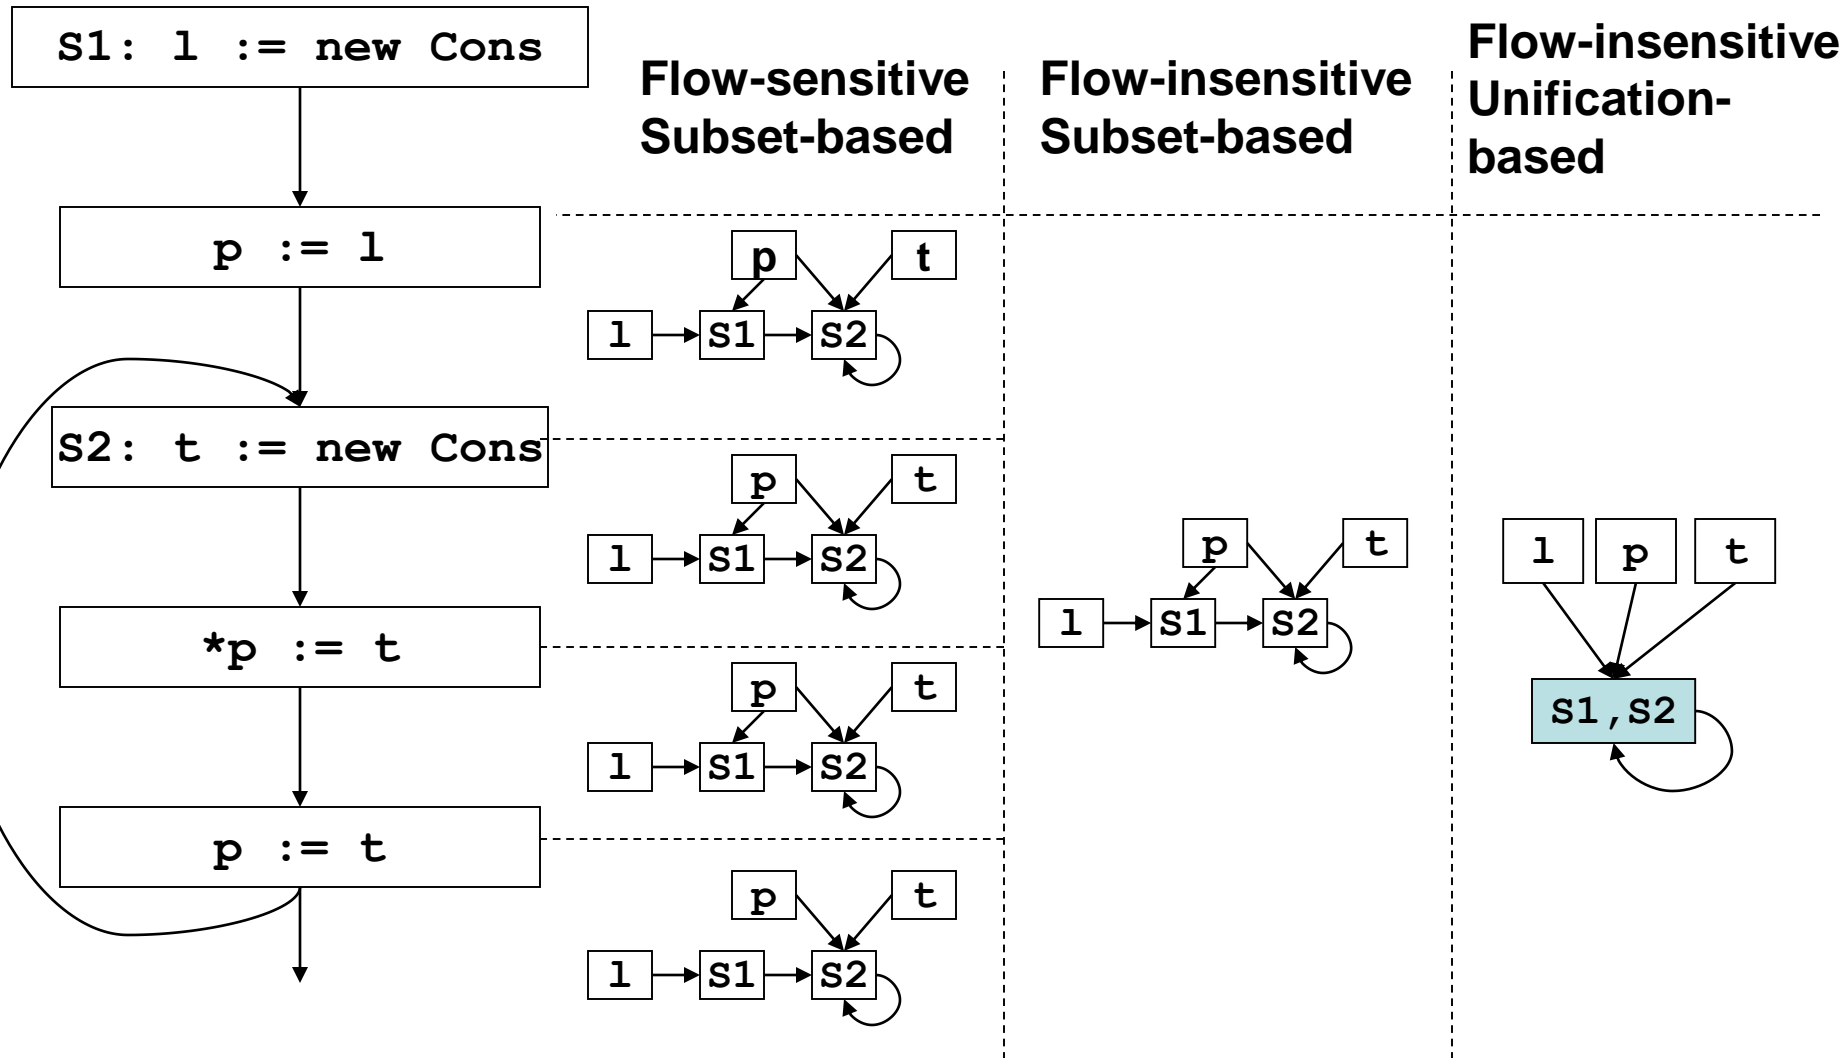 S1: l := new Cons
p := l
S2: t := new Cons
*p := t
p := t
Flow-sensitive
Subset-based
p t
l S1 S2
p t
l S1 S2
p t
l S1 S2
p t
l S1 S2
Flow-insensitive
Subset-based
p t
l S1 S2
Flow-insensitive
Unification-
based
l p t
S1,S2